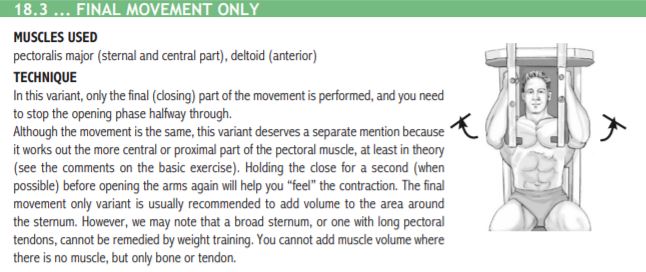 18.3 ... FINAL MOVEMENT ONLY
MUSCLES USED
pectoralis major (sternal and central part), deltoid (anterior)
TECHNIQUE
In this variant, only the final (closing) part of the movement is performed, and you need
to stop the opening phase halfway through.
Although the movement is the same, this variant deserves a separate mention because
it works out the more central or proximal part of the pectoral muscle, at least in theory
(see the comments on the basic exercise). Holding the close for a second (when
possible) before opening the arms again will help you “feel” the contraction. The final
movement only variant is usually recommended to add volume to the area around
the sternum. However, we may note that a broad sternum, or one with long pectoral
tendons, cannot be remedied by weight training. You cannot add muscle volume where
there is no muscle, but only bone or tendon.